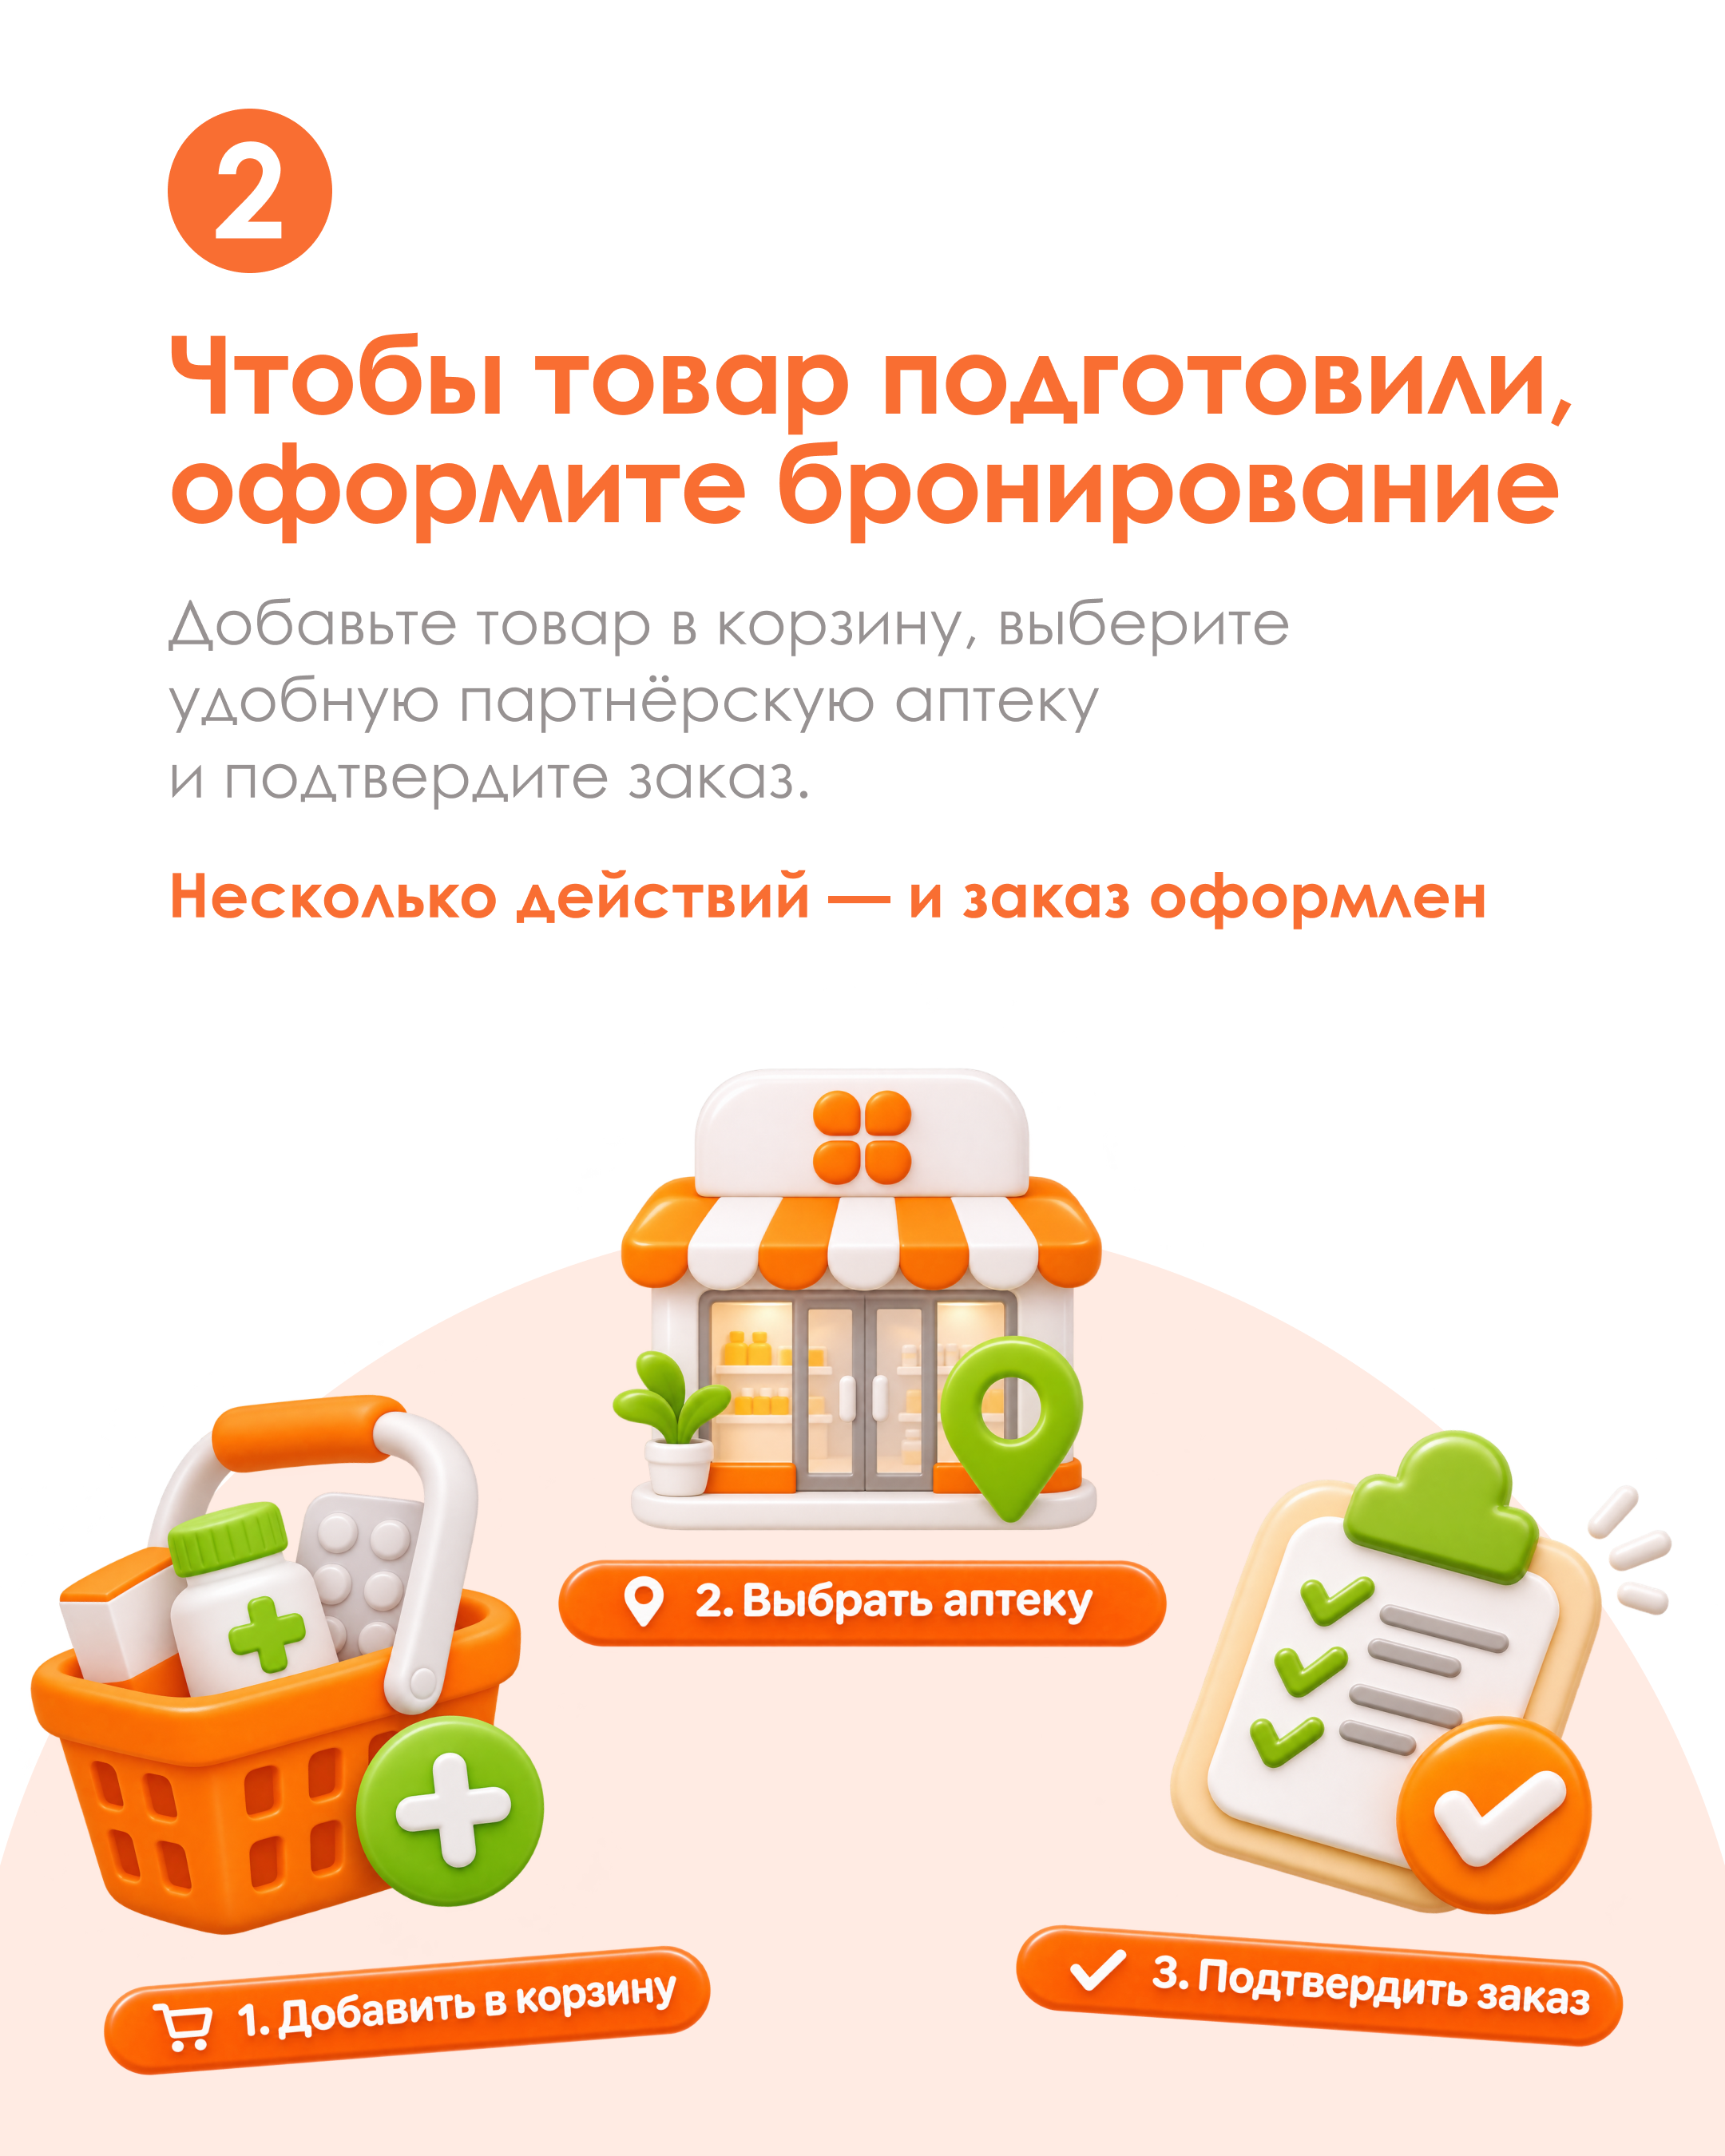 2
Чтобы товар подготовили,
оформите бронирование
Добавьте товар в корзину, выберите
удобную партнёрскую аптеку
и подтвердите заказ.
Несколько действий — и заказ оформлен
2. Выбрать аптеку
1. Добавить в корзину
3. Подтвердить заказ